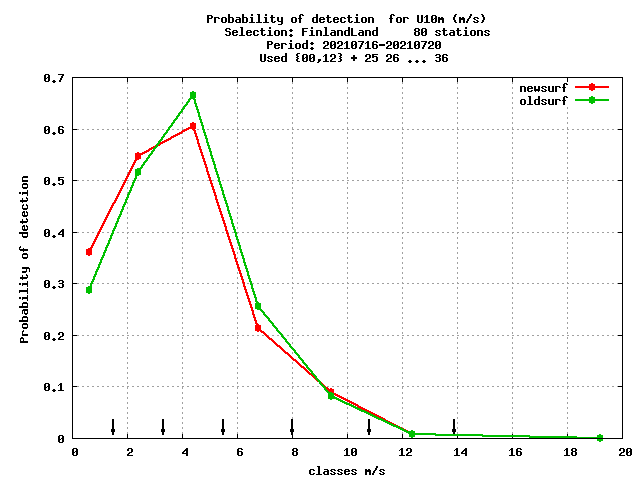 Probability of detection  for U10m (m/s)
Selection: FinlandLand     80 stations
Period: 20210716-20210720
Used {00,12} + 25 26 ... 36
newsurf
oldsurf
0.7
0.6
0.5
0.4
0.3
0.2
0.1
0
Probability of detection
0 2 4 6 8 10 12 14 16 18 20
classes m/s